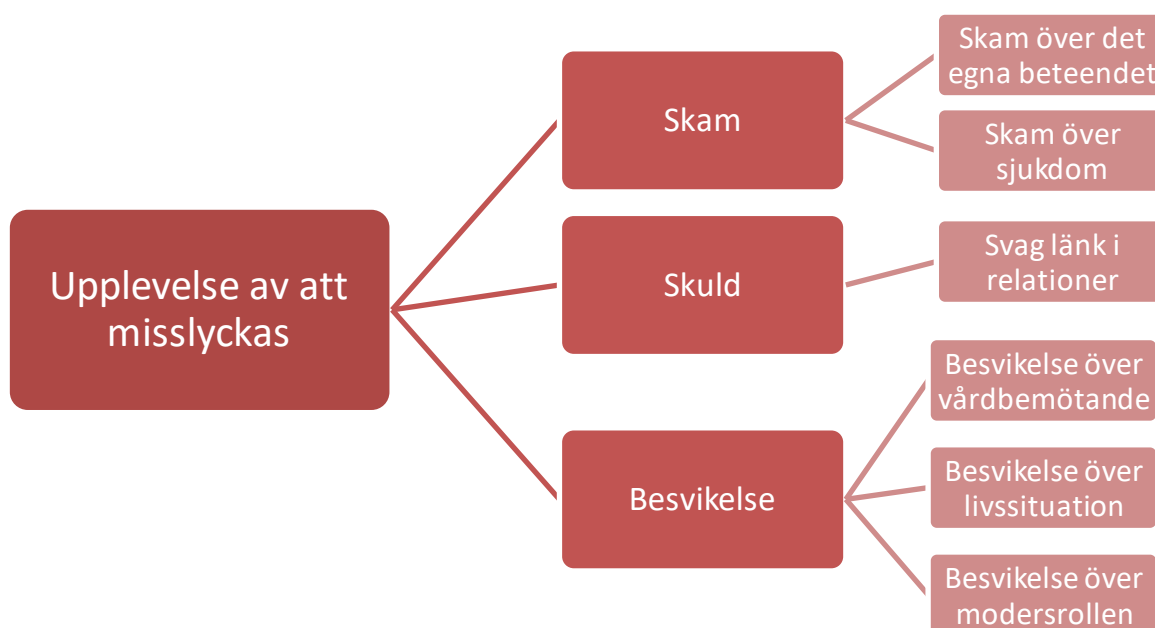 Upplevelse av att
misslyckas
Skam
Skam över det
egna beteendet
Skam över
sjukdom
Skuld
Svag länk i
relationer
Besvikelse
Besvikelse över
vårdbemötande
Besvikelse över
livssituation
Besvikelse över
modersrollen